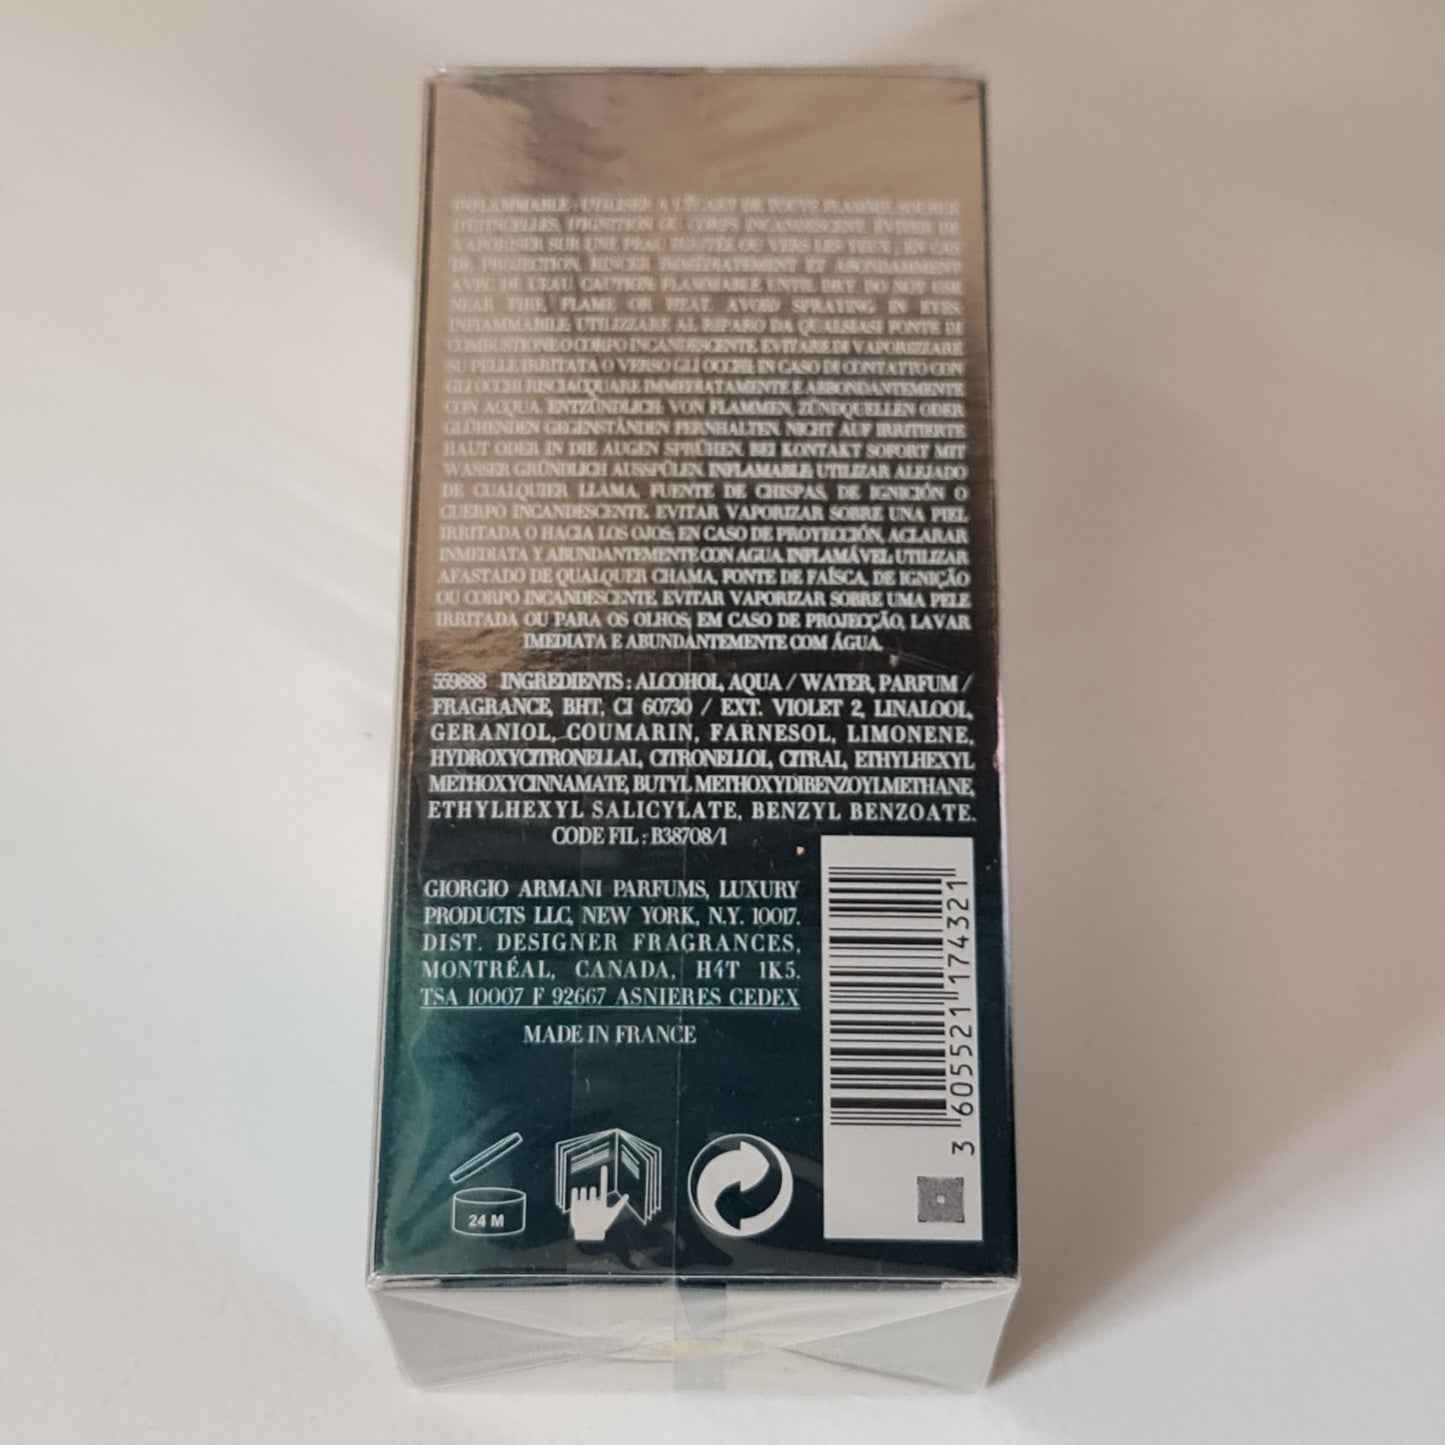 INFLAMMABLE : UTILISER A L'ÉCART DE TOUTE FLAMME, SOURCE
D'ÉTINCELLES, D'IGNITION OU CORPS INCANDESCENT. ÉVITER DE
VAPORISER SUR UNE PEAU IRRITÉE OU VERS LES YEUX ; EN CAS
DE PROJECTION, RINCER IMMÉDIATEMENT ET ABONDAMMENT
AVEC DE L'EAU. CAUTION: FLAMMABLE UNTIL DRY. DO NOT USE
NEAR FIRE, FLAME OR HEAT. AVOID SPRAYING IN EYES.
INFIAMMABILE: UTILIZZARE AL RIPARO DA QUALSIASI FONTE DI
COMBUSTIONE O CORPO INCANDESCENTE. EVITARE DI VAPORIZZARE
SU PELLE IRRITATA O VERSO GLI OCCHI; IN CASO DI CONTATTO CON
GLI OCCHI RISCIACQUARE IMMEDIATAMENTE E ABBONDANTEMENTE
CON ACQUA. ENTZÜNDLICH: VON FLAMMEN, ZÜNDQUELLEN ODER
GLÜHENDEN GEGENSTÄNDEN FERNHALTEN. NICHT AUF IRRITIERTE
HAUT ODER IN DIE AUGEN SPRÜHEN. BEI KONTAKT SOFORT MIT
WASSER GRÜNDLICH AUSSPÜLEN. INFLAMABLE: UTILIZAR ALEJADO
DE CUALQUIER LLAMA, FUENTE DE CHISPAS, DE IGNICIÓN O
CUERPO INCANDESCENTE. EVITAR VAPORIZAR SOBRE UNA PIEL
IRRITADA O HACIA LOS OJOS; EN CASO DE PROYECCIÓN, ACLARAR
INMEDIATA Y ABUNDANTEMENTE CON AGUA. INFLAMÁVEL: UTILIZAR
AFASTADO DE QUALQUER CHAMA, FONTE DE FAÍSCA, DE IGNIÇÃO
OU CORPO INCANDESCENTE. EVITAR VAPORIZAR SOBRE UMA PELE
IRRITADA OU PARA OS OLHOS; EM CASO DE PROJECÇÃO, LAVAR
IMEDIATA E ABUNDANTEMENTE COM ÁGUA.
559888 INGREDIENTS : ALCOHOL, AQUA / WATER, PARFUM /
FRAGRANCE, BHT, CI 60730 / EXT. VIOLET 2, LINALOOL,
GERANIOL, COUMARIN, FARNESOL, LIMONENE,
HYDROXYCITRONELLAL, CITRONELLOL, CITRAL, ETHYLHEXYL
METHOXYCINNAMATE, BUTYL METHOXYDIBENZOYLMETHANE,
ETHYLHEXYL SALICYLATE, BENZYL BENZOATE.
CODE FIL : B38708/1
GIORGIO ARMANI PARFUMS, LUXURY
PRODUCTS LLC, NEW YORK, N.Y. 10017.
DIST. DESIGNER FRAGRANCES,
MONTRÉAL, CANADA, H4T 1K5.
TSA 10007 F 92667 ASNIERES CEDEX
MADE IN FRANCE
3 605521 174321
24 M